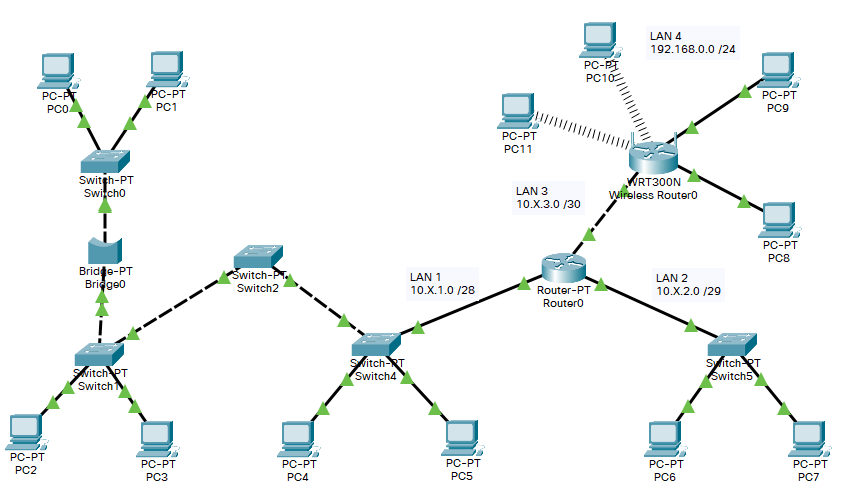 PC-PT
PC0
PC-PT
PC1
Switch-PT
Switch0
Bridge-PT
Bridge0
Switch-PT
Switch1
PC-PT
PC2
PC-PT
PC3
Switch-PT
Switch2
LAN 1
10.X.1.0 /28
Switch-PT
Switch4
PC-PT
PC4
PC-PT
PC5
LAN 3
10.X.3.0 /30
Router-PT
Router0
LAN 2
10.X.2.0 /29
Switch-PT
Switch5
PC-PT
PC6
PC-PT
PC7
LAN 4
192.168.0.0 /24
PC-PT
PC10
PC-PT
PC11
WRT300N
Wireless Router0
PC-PT
PC9
PC-PT
PC8